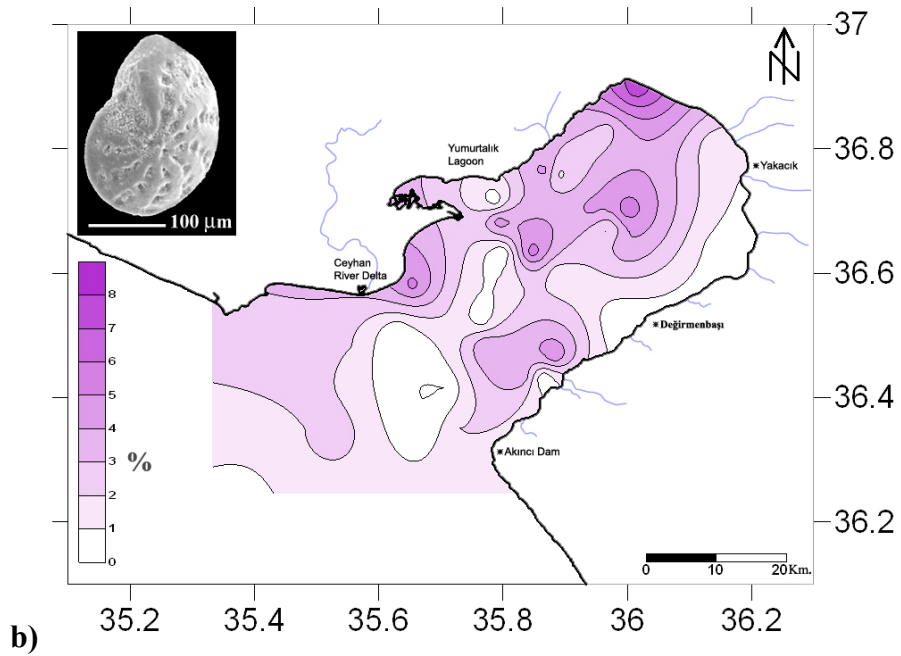 37
N
100 µm
Yumurtalık
Lagoon
36.8
Yakacık
Ceyhan
River Delta
36.6
8
Değirmenbaşı
7
6
5
36.4
4
%
3
Akıncı Dam
2
1
36.2
0
0 10 20 Km.
35.2 35.4 35.6 35.8 36 36.2
b)